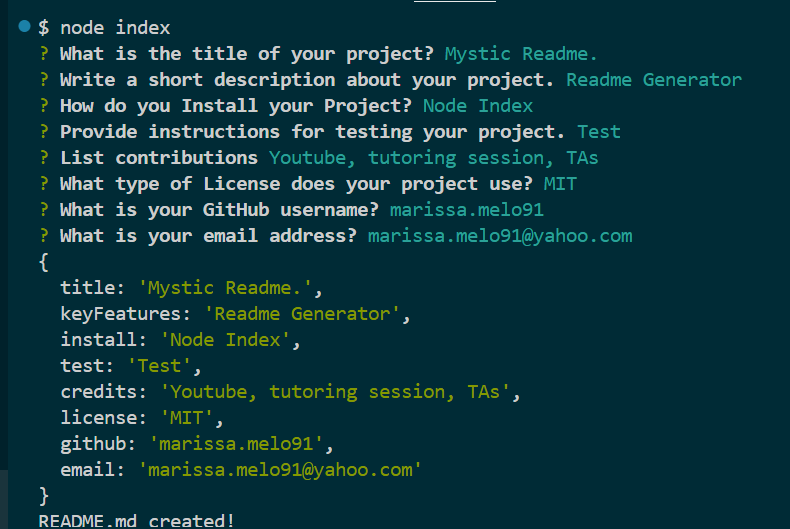 $ node index
? What is the title of your project? Mystic Readme.
? Write a short description about your project. Readme Generator
? How do you Install your Project? Node Index
? Provide instructions for testing your project. Test
? List contributions Youtube, tutoring session, TAs
? What type of License does your project use? MIT
? What is your GitHub username? marissa.melo91
? What is your email address? marissa.melo91@yahoo.com
{
  title: 'Mystic Readme.',
  keyFeatures: 'Readme Generator',
  install: 'Node Index',
  test: 'Test',
  credits: 'Youtube, tutoring session, TAs',
  license: 'MIT',
  github: 'marissa.melo91',
  email: 'marissa.melo91@yahoo.com'
}
README.md created!